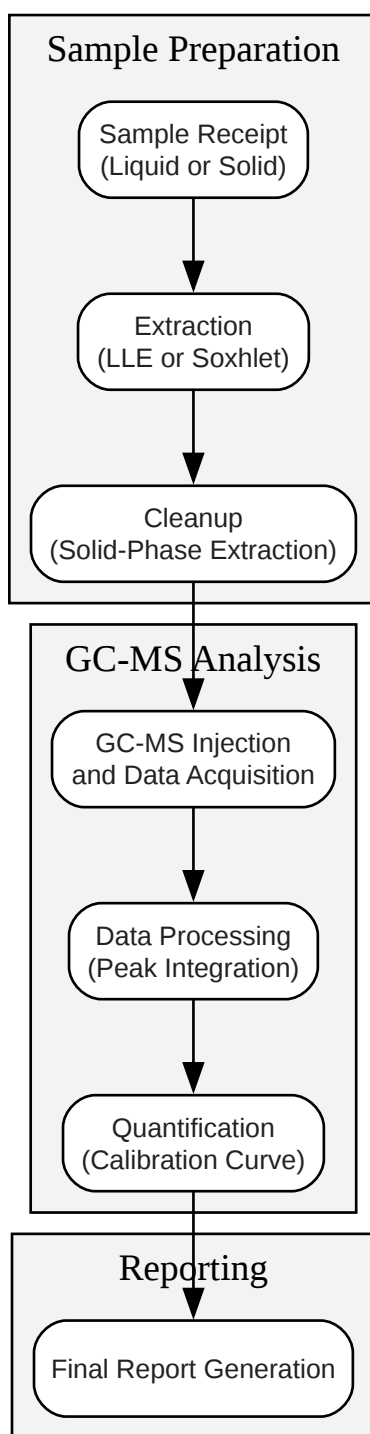 Sample Preparation
Sample Receipt
(Liquid or Solid)
Extraction
(LLE or Soxhlet)
Cleanup
(Solid-Phase Extraction)
GC-MS Analysis
GC-MS Injection
and Data Acquisition
Data Processing
(Peak Integration)
Quantification
(Calibration Curve)
Reporting
Final Report Generation